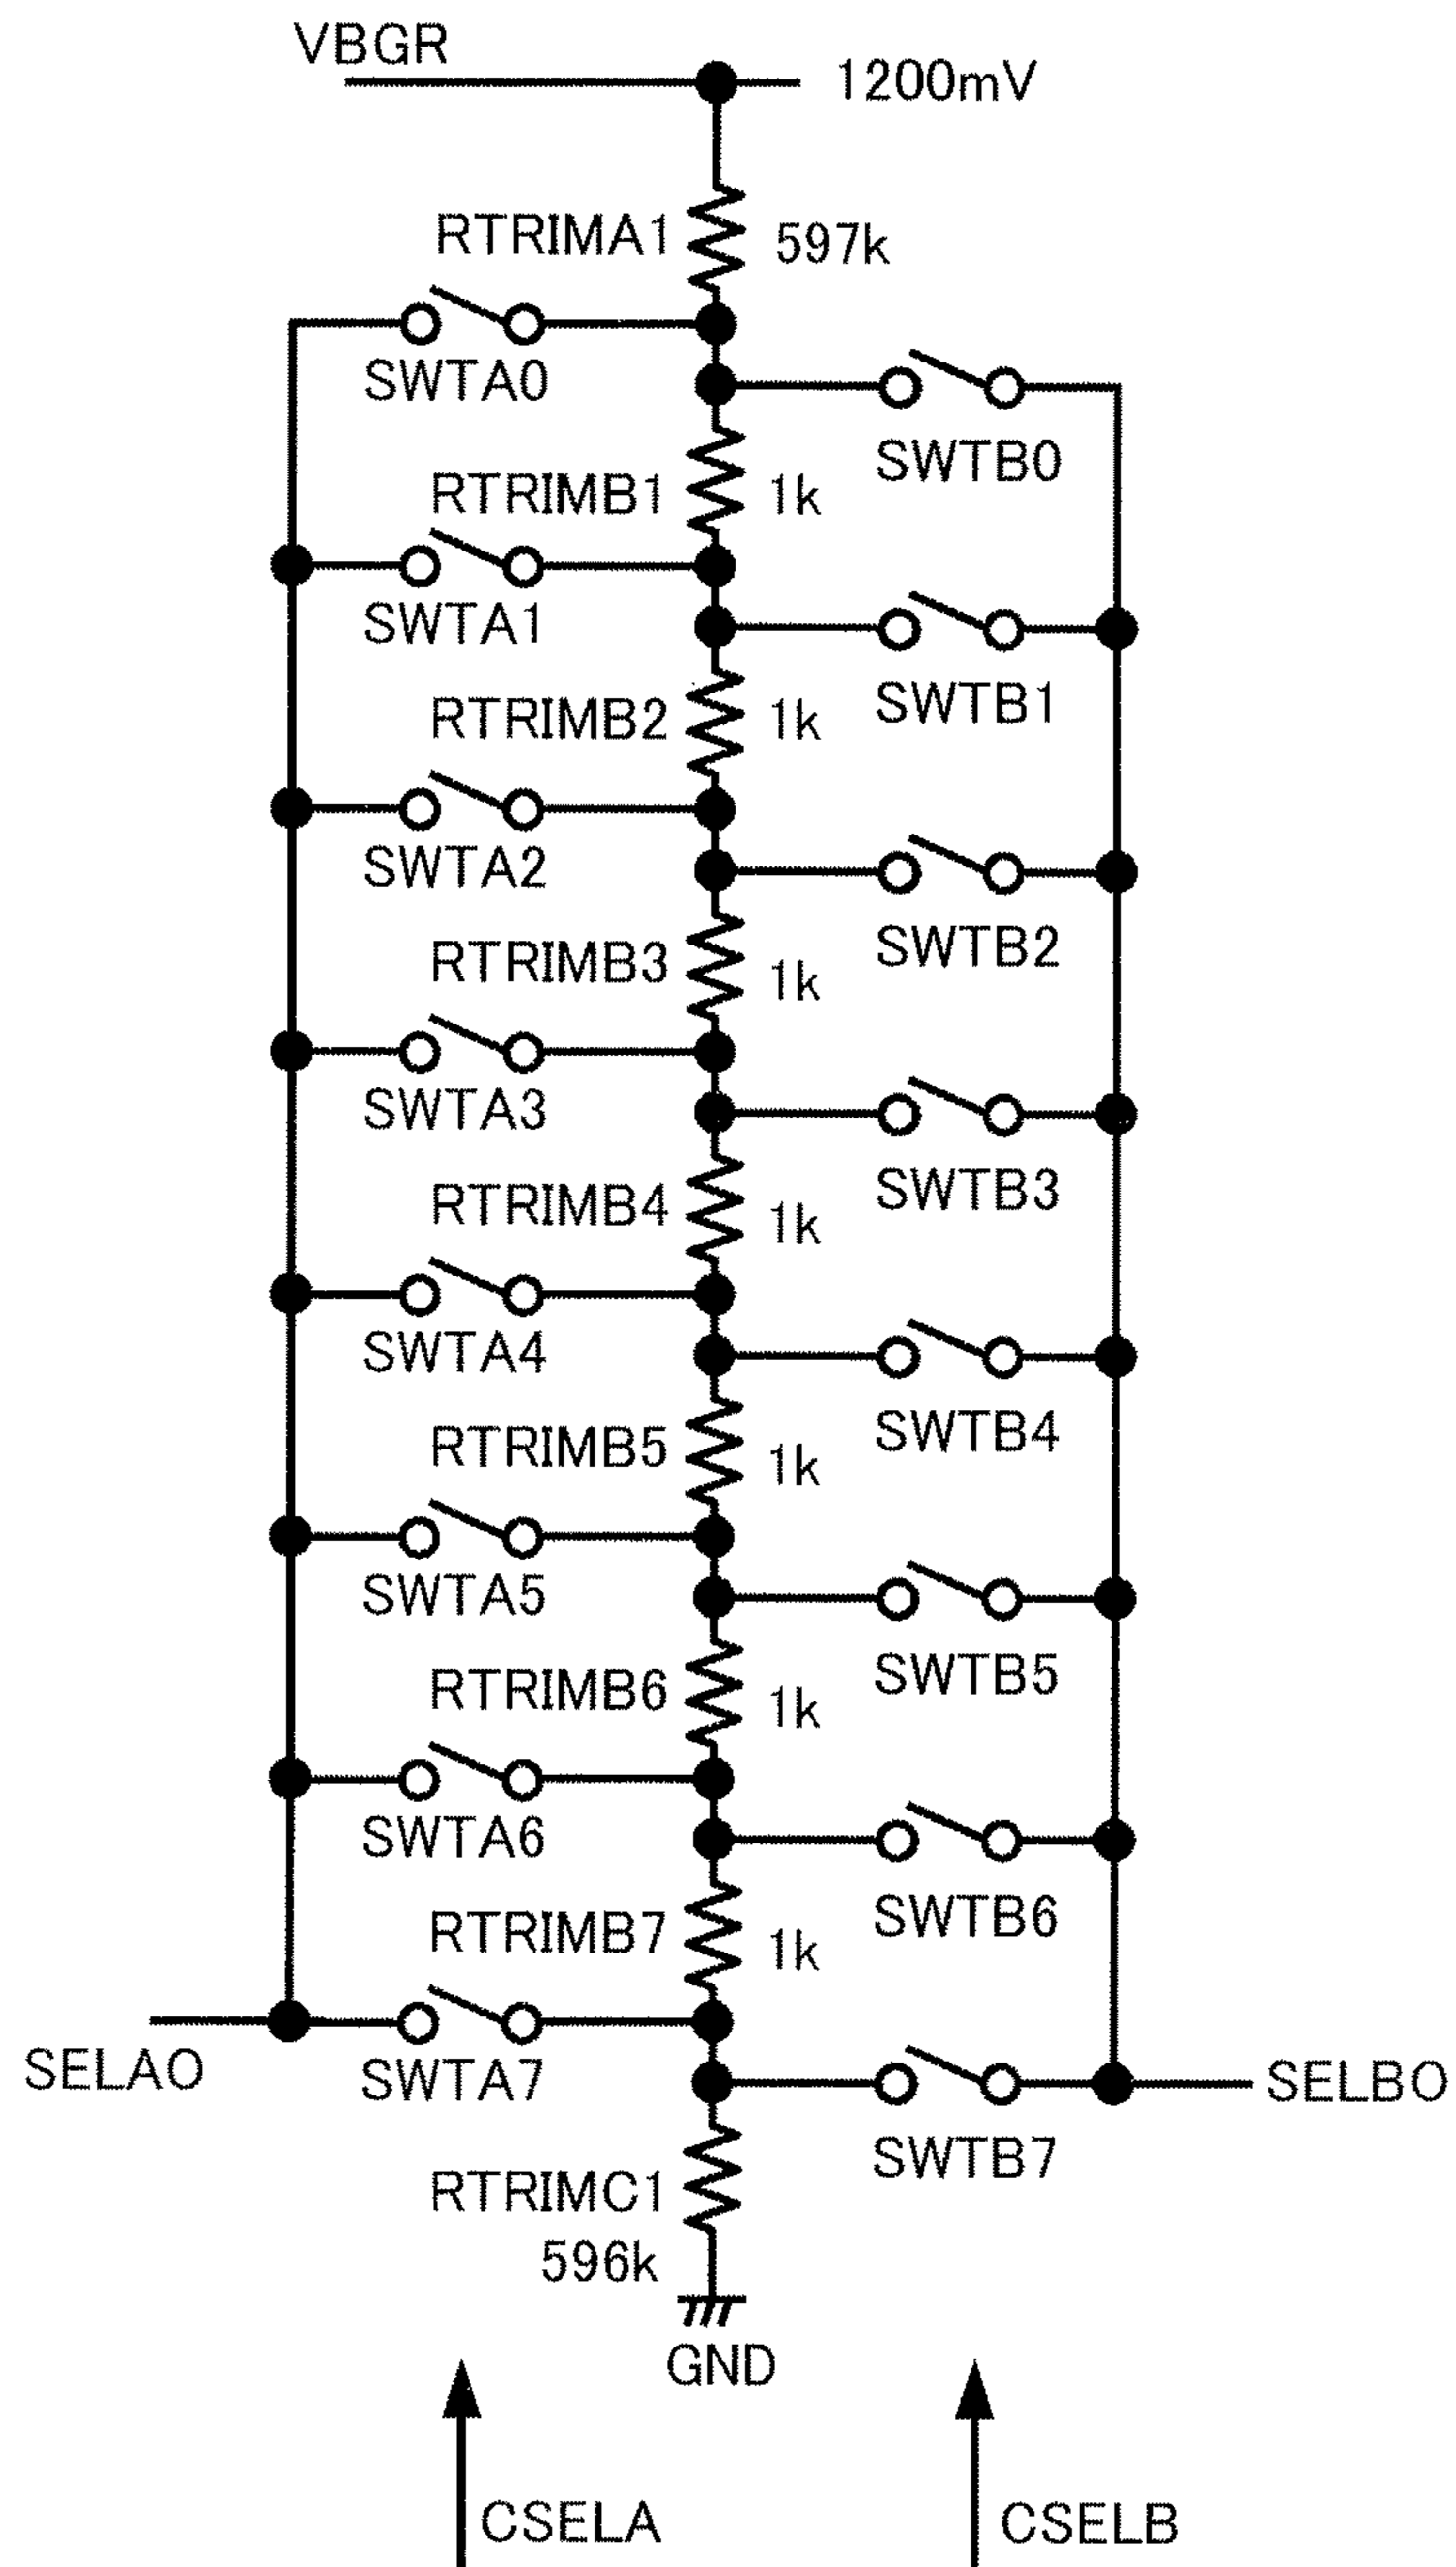 VBGR
1200mV
RTRIMA1
597k
SWTA0
SWTB0
RTRIMB1
1k
SWTA1
SWTB1
RTRIMB2
1k
SWTA2
SWTB2
RTRIMB3
1k
SWTA3
SWTB3
RTRIMB4
1k
SWTA4
SWTB4
RTRIMB5
1k
SWTA5
SWTB5
RTRIMB6
1k
SWTA6
SWTB6
RTRIMB7
1k
SELAO
SWTA7
SELBO
SWTB7
RTRIMC1
596k
GND
CSELA
CSELB